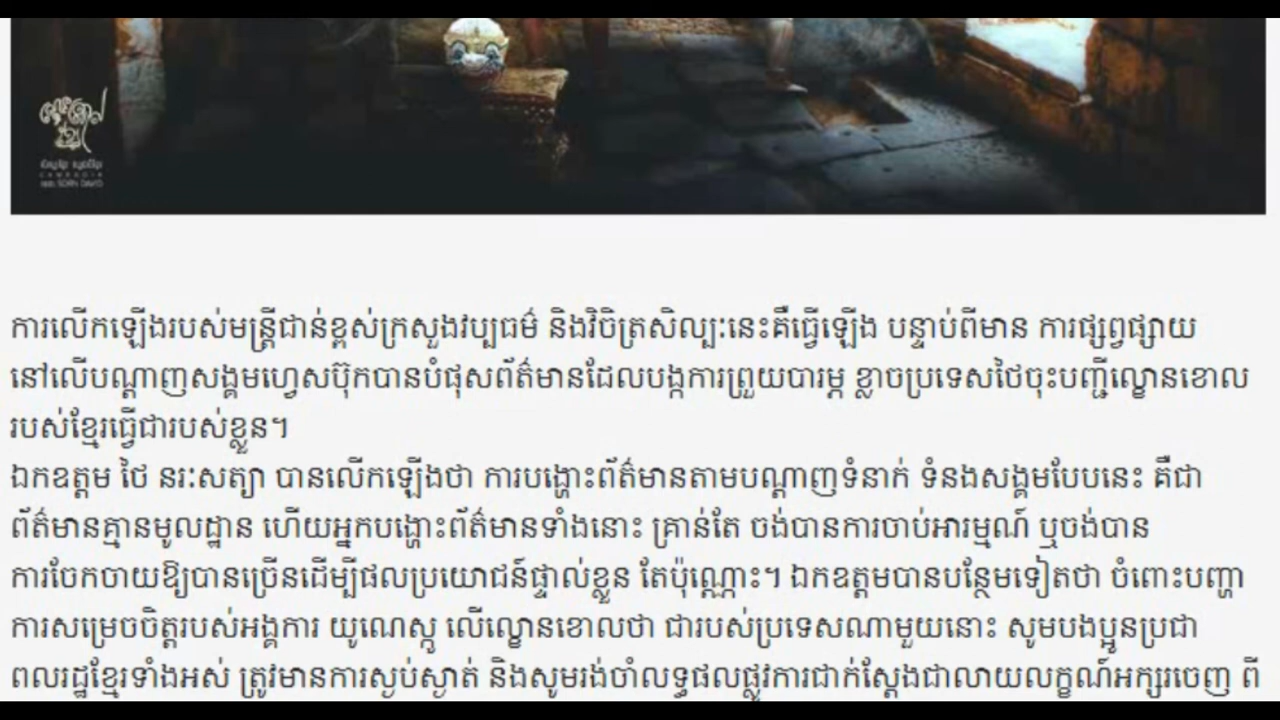 CAMBODIA
ការលើកឡើងរបស់មន្ត្រីជាន់ខ្ពស់ក្រសួងវប្បធម៌ និងវិចិត្រសិល្បៈនេះគឺធ្វើឡើង បន្ទាប់ពីមាន ការផ្សព្វផ្សាយ
នៅលើបណ្តាញសង្គមហ្វេសប៊ុកបានបំផុសព័ត៌មានដែលបង្កការព្រួយបារម្ភ ខ្លាចប្រទេសថៃចុះបញ្ជីល្ខោនខោល
របស់ខ្មែរធ្វើជារបស់ខ្លួន។
ឯកឧត្តម ថៃ នរៈសត្យា បានលើកឡើងថា ការបង្ហោះព័ត៌មានតាមបណ្តាញទំនាក់ ទំនងសង្គមបែបនេះ គឺជា
ព័ត៌មានគ្មានមូលដ្ឋាន ហើយអ្នកបង្ហោះព័ត៌មានទាំងនោះ គ្រាន់តែ ចង់បានការចាប់អារម្មណ៍ ឬចង់បាន
ការចែកចាយឱ្យបានច្រើនដើម្បីផលប្រយោជន៍ផ្ទាល់ខ្លួន តែប៉ុណ្ណោះ។ ឯកឧត្តមបានបន្ថែមទៀតថា ចំពោះបញ្ហា
ការសម្រេចចិត្តរបស់អង្គការ យូណេស្កូ លើល្ខោនខោលថា ជារបស់ប្រទេសណាមួយនោះ សូមបងប្អូនប្រជា
ពលរដ្ឋខ្មែរទាំងអស់ ត្រូវមានការស្ងប់ស្ងាត់ និងសូមរង់ចាំលទ្ធផលផ្លូវការជាក់ស្តែងជាលាយលក្ខណ៍អក្សរចេញ ពី